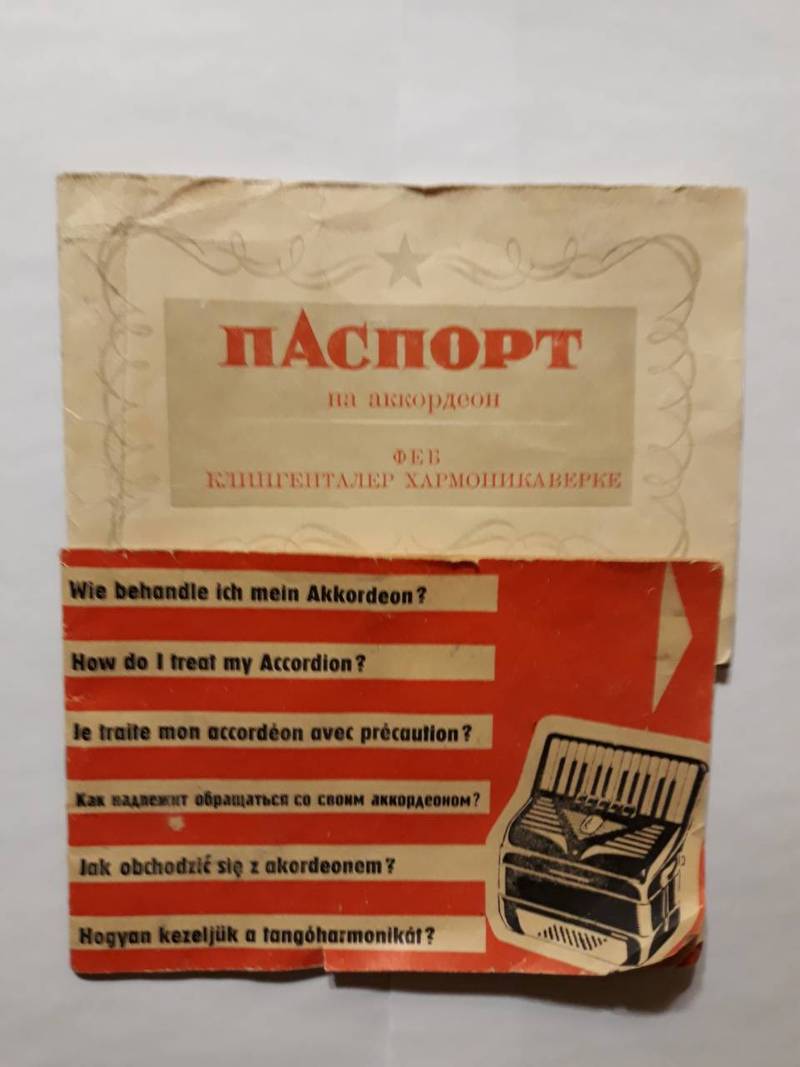 ПАСПОРТ
на аккордеон
ФЕБ
КЛИНГЕНТАЛЕР ХАРМОНИКАВЕРКЕ
Wie behandle ich mein Akkordeon?
How do I treat my Accordion?
Je traite mon accordéon avec précaution?
Как надлежит обращаться со своим аккордеоном?
Jak obchodzić się z akordeonem?
Hogyan kezeljük a tangóharmonikát?